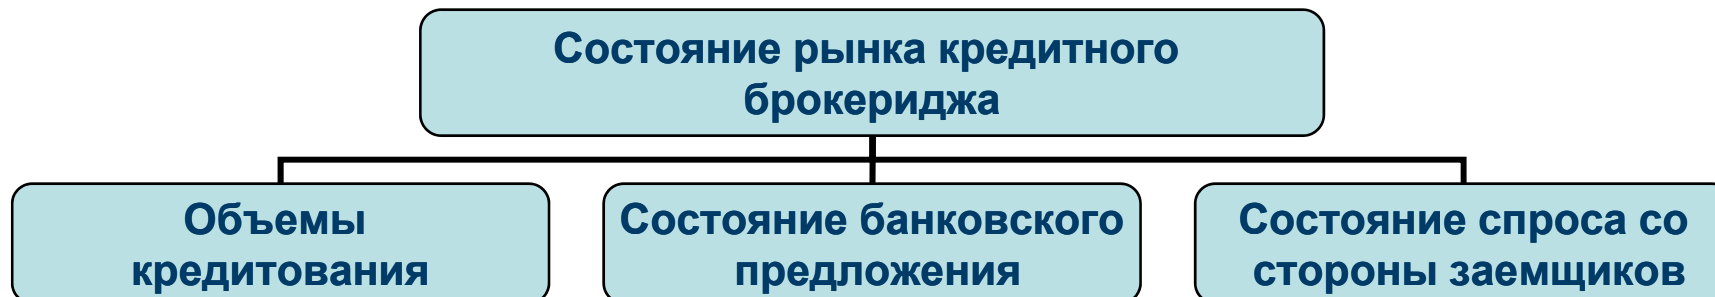 Состояние рынка кредитного
брокериджа
Объемы
кредитования
Состояние банковского
предложения
Состояние спроса со
стороны заемщиков